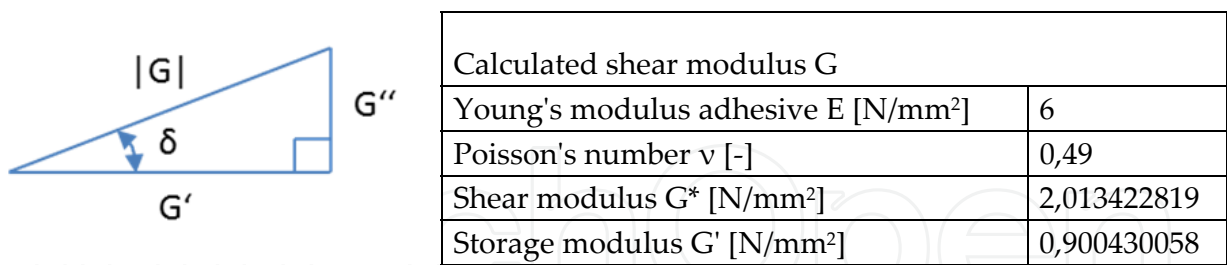 |G|
G‘‘
δ
G‘
Calculated shear modulus G
Young's modulus adhesive E [N/mm²] 6
Poisson's number ν [-] 0,49
Shear modulus G* [N/mm²] 2,013422819
Storage modulus G' [N/mm²] 0,900430058